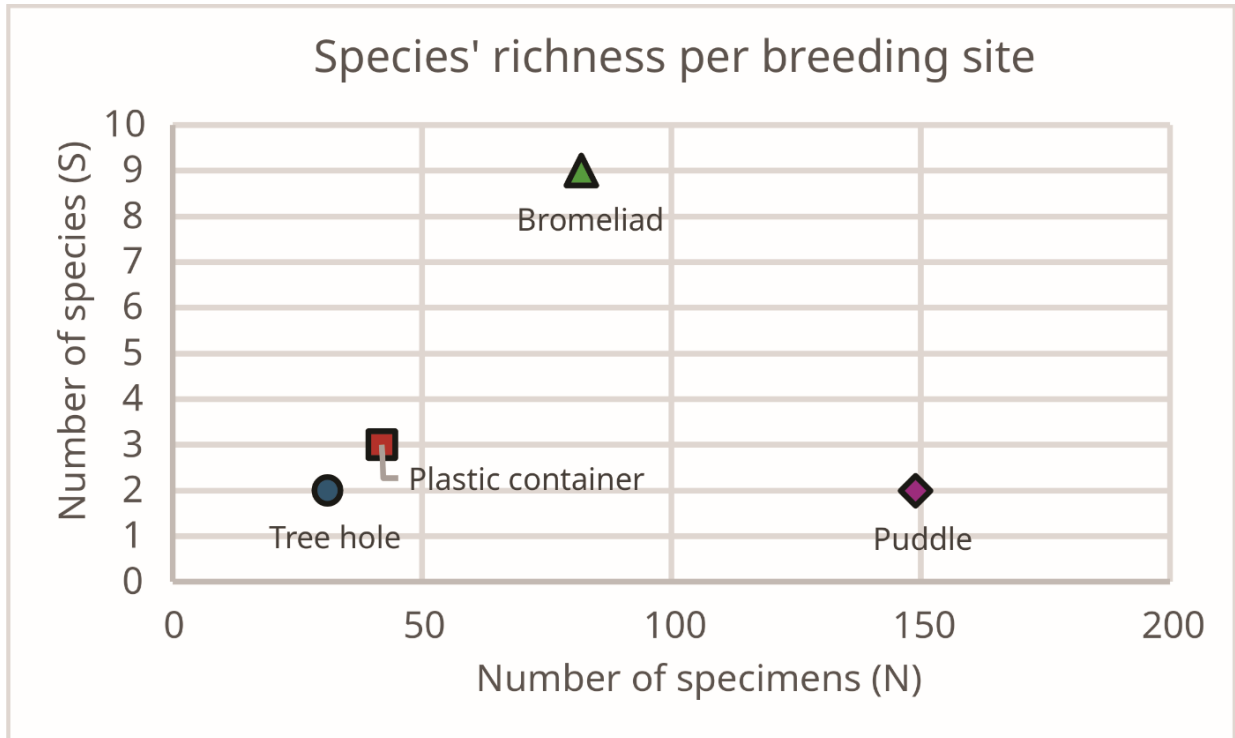 Species' richness per breeding site
Number of species (S)
10
9
8
7
6
5
4
3
2
1
0
Bromeliad
Plastic container
Tree hole
Puddle
0 50 100 150 200
Number of specimens (N)